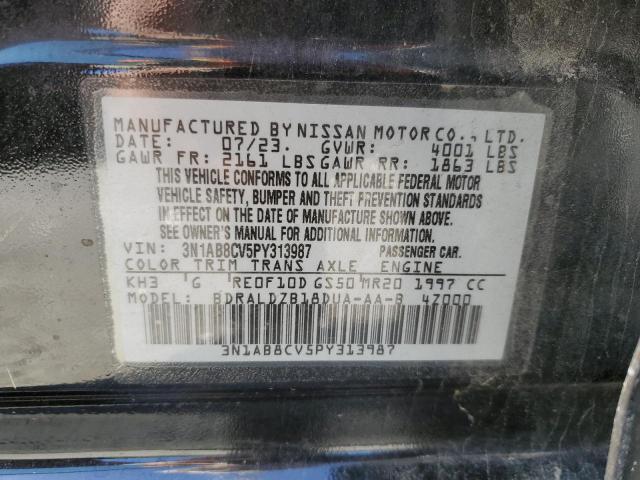 MANUFACTURED BY NISSAN MOTOR CO., LTD.
DATE: 07/23. GVWR: 4001 LBS
GAWR FR: 2161 LBS GAWR RR: 1863 LBS
THIS VEHICLE CONFORMS TO ALL APPLICABLE FEDERAL MOTOR
VEHICLE SAFETY, BUMPER AND THEFT PREVENTION STANDARDS
IN EFFECT ON THE DATE OF MANUFACTURE SHOWN ABOVE.
SEE OWNER'S MANUAL FOR ADDITIONAL INFORMATION
VIN: 3N1AB8CV5PY313987 PASSENGER CAR.
COLOR TRIM TRANS AXLE ENGINE
KH3 G RE0F10D GS50 MR20 1997 CC
MODEL: BDRALDZB18DUA-AA-B 47000
3N1AB8CV5PY313987